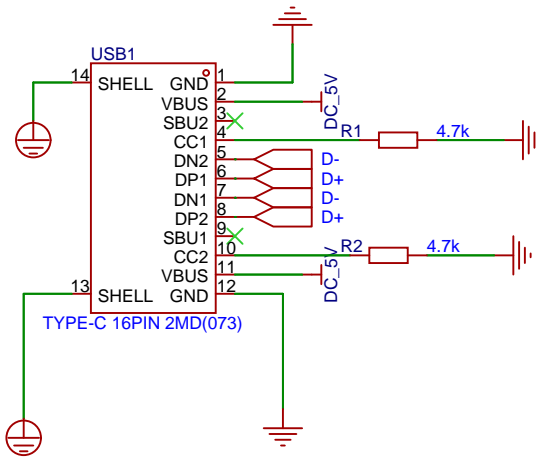 USB1
14 SHELL GND 1
VBUS 2 DC_5V
SBU2 3
CC1 4 R1 4.7k
DN2 5 D-
DP1 6 D+
DN1 7 D-
DP2 8 D+
SBU1 9
CC2 10 R2 4.7k
VBUS 11 DC_5V
13 SHELL GND 12
TYPE-C 16PIN 2MD(073)